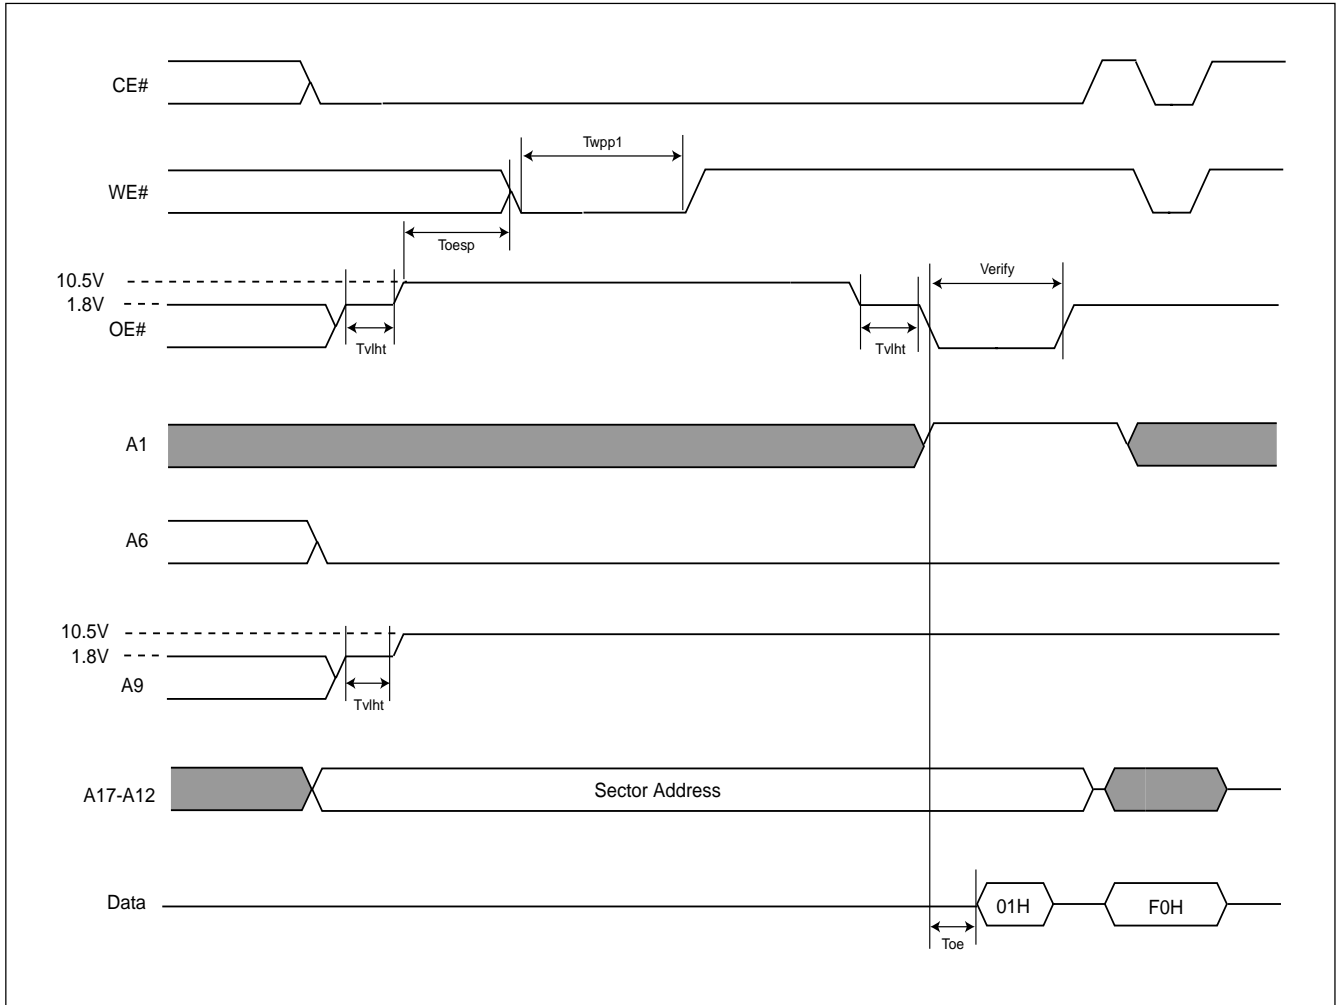 CE#
Twpp1
WE#
Toesp
10.5V
Verify
1.8V
OE#
Tvlht
Tvlht
A1
A6
10.5V
1.8V
A9
Tvlht
A17-A12
Sector Address
Data
01H
F0H
Toe